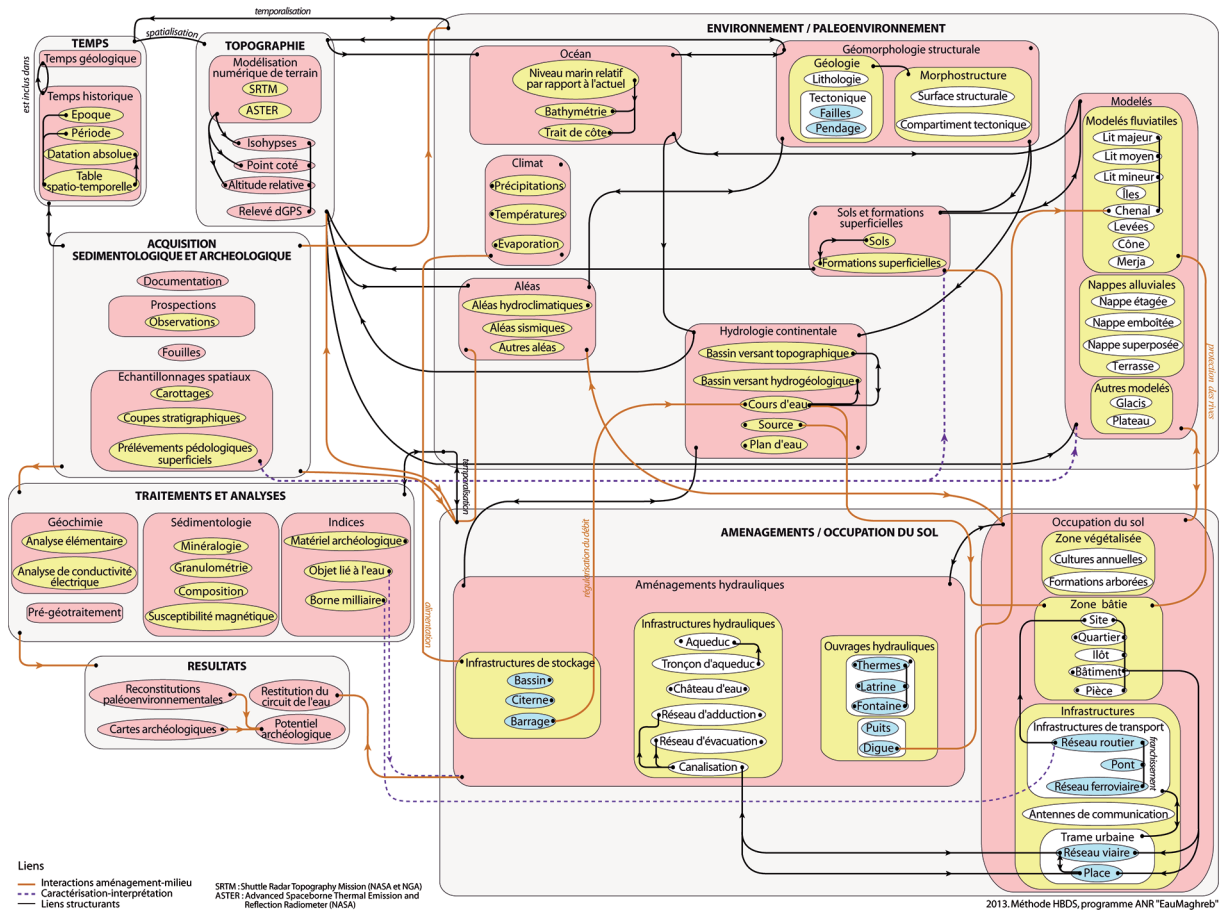 temporalisation
spatialisation
est inclus dans
TEMPS
Temps géologique
Temps historique
Epoque
Période
Datation absolue
Table
spatio-temporelle
TOPOGRAPHIE
Modélisation
numérique de terrain
SRTM
ASTER
Isohypses
Point coté
Altitude relative
Relevé dGPS
ENVIRONNEMENT / PALEOENVIRONNEMENT
Océan
Niveau marin relatif
par rapport à l'actuel
Bathymétrie
Trait de côte
Géomorphologie structurale
Géologie
Lithologie
Tectonique
Failles
Pendage
Morphostructure
Surface structurale
Compartiment tectonique
Modelés
Modelés fluviatiles
Lit majeur
Lit moyen
Lit mineur
Îles
Chenal
Levées
Cône
Merja
Nappes alluviales
Nappe étagée
Nappe emboîtée
Nappe superposée
Terrasse
Autres modelés
Glacis
Plateau
Climat
Précipitations
Températures
Evaporation
Sols et formations
superficielles
Sols
Formations superficielles
Aléas
Aléas hydroclimatiques
Aléas sismiques
Autres aléas
Hydrologie continentale
Bassin versant topographique
Bassin versant hydrogéologique
Cours d'eau
Source
Plan d'eau
protection des rives
ACQUISITION
SEDIMENTOLOGIQUE ET ARCHEOLOGIQUE
Documentation
Prospections
Observations
Fouilles
Echantillonnages spatiaux
Carottages
Coupes stratigraphiques
Prélévements pédologiques
superficiels
temporalisation
TRAITEMENTS ET ANALYSES
Géochimie
Analyse élémentaire
Analyse de conductivité
électrique
Pré-géotraitement
Sédimentologie
Minéralogie
Granulométrie
Composition
Susceptibilité magnétique
Indices
Matériel archéologique
Objet lié à l'eau
Borne milliaire
RESULTATS
Reconstitutions
paléoenvironnementales
Cartes archéologiques
Restitution du
circuit de l'eau
Potentiel
archéologique
alimentation
régularisation du débit
AMENAGEMENTS / OCCUPATION DU SOL
Aménagements hydrauliques
Infrastructures de stockage
Bassin
Citerne
Barrage
Infrastructures hydrauliques
Aqueduc
Tronçon d'aqueduc
Château d'eau
Réseau d'adduction
Réseau d'évacuation
Canalisation
Ouvrages hydrauliques
Thermes
Latrine
Fontaine
Puits
Digue
Occupation du sol
Zone végétalisée
Cultures annuelles
Formations arborées
Zone bâtie
Site
Quartier
Ilôt
Bâtiment
Pièce
Infrastructures
Infrastructures de transport
Réseau routier
Pont
Réseau ferroviaire
franchissement
Antennes de communication
Trame urbaine
Réseau viaire
Place
Liens
Interactions aménagement-milieu
Caractérisation-interprétation
Liens structurants
SRTM : Shuttle Radar Topography Mission (NASA et NGA)
ASTER : Advanced Spaceborne Thermal Emission and
Reflection Radiometer (NASA)
2013. Méthode HBDS, programme ANR "EauMaghreb"